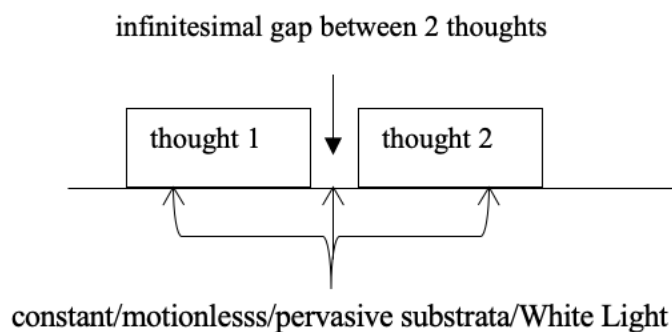 infinitesimal gap between 2 thoughts
thought 1
thought 2
constant/motionlesss/pervasive substrata/White Light